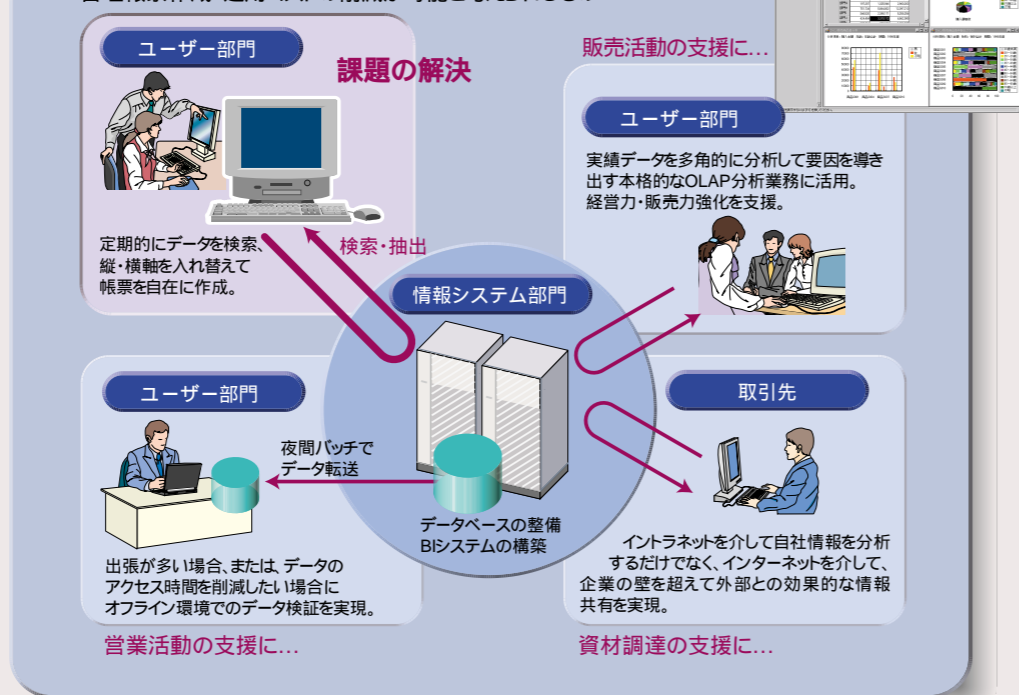 ユーザー部門
課題の解決
定期的にデータを検索、
縦・横軸を入れ替えて
帳票を自在に作成。
検索・抽出
販売活動の支援に…
ユーザー部門
実績データを多角的に分析して要因を導き
出す本格的なOLAP分析業務に活用。
経営力・販売力強化を支援。
情報システム部門
データベースの整備
BIシステムの構築
ユーザー部門
夜間バッチで
データ転送
出張が多い場合、または、データの
アクセス時間を削減したい場合に
オフライン環境でのデータ検証を実現。
営業活動の支援に…
取引先
イントラネットを介して自社情報を分析
するだけでなく、インターネットを介して、
企業の壁を超えて外部との効果的な情報
共有を実現。
資材調達の支援に…